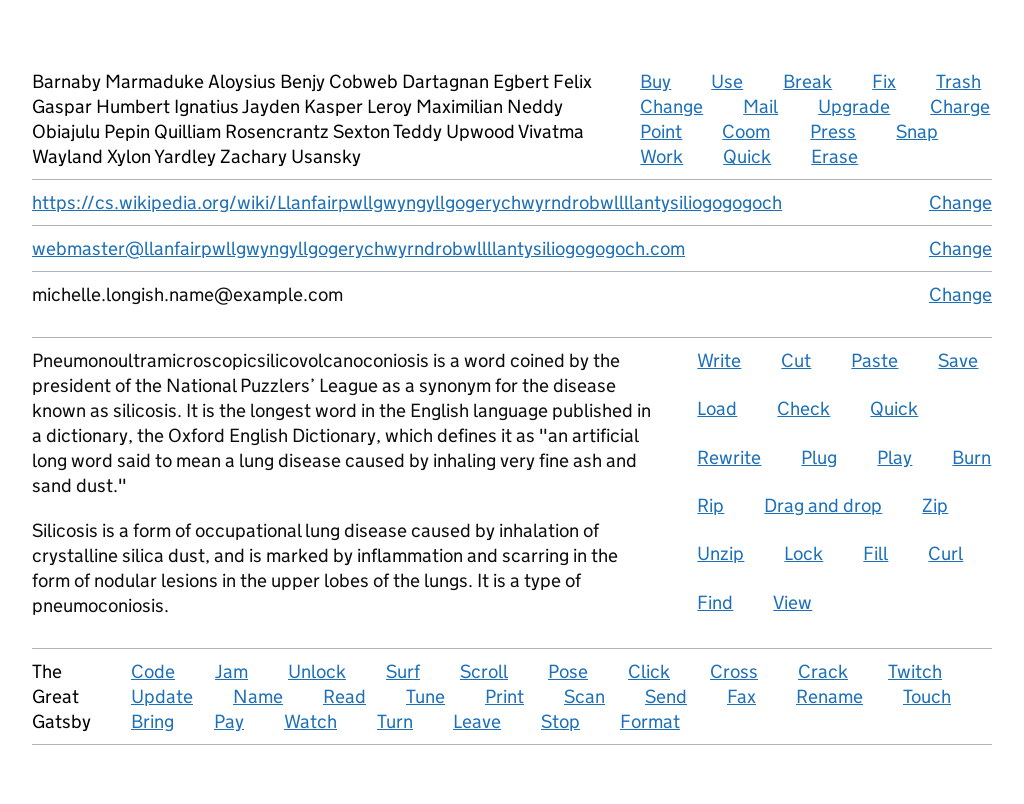 Barnaby Marmaduke Aloysius Benjy Cobweb Dartagnan Egbert Felix
Gaspar Humbert Ignatius Jayden Kasper Leroy Maximilian Neddy
Obiajulu Pepin Quilliam Rosencrantz Sexton Teddy Upwood Vivatma
Wayland Xylon Yardley Zachary Usansky
Buy Use Break Fix Trash
Change Mail Upgrade Charge
Point Coom Press Snap
Work Quick Erase
https://cs.wikipedia.org/wiki/Llanfairpwllgwyngyllgogerychwyrndrobwllllantysiliogogogoch Change
webmaster@llanfairpwllgwyngyllgogerychwyrndrobwllllantysiliogogogoch.com Change
michelle.longish.name@example.com Change
Pneumonoultramicroscopicsilicovolcanoconiosis is a word coined by the
president of the National Puzzlers’ League as a synonym for the disease
known as silicosis. It is the longest word in the English language published in
a dictionary, the Oxford English Dictionary, which defines it as "an artificial
long word said to mean a lung disease caused by inhaling very fine ash and
sand dust."
Silicosis is a form of occupational lung disease caused by inhalation of
crystalline silica dust, and is marked by inflammation and scarring in the
form of nodular lesions in the upper lobes of the lungs. It is a type of
pneumoconiosis.
Write Cut Paste Save
Load Check Quick
Rewrite Plug Play Burn
Rip Drag and drop Zip
Unzip Lock Fill Curl
Find View
The
Great
Gatsby
Code Jam Unlock Surf Scroll Pose Click Cross Crack Twitch
Update Name Read Tune Print Scan Send Fax Rename Touch
Bring Pay Watch Turn Leave Stop Format